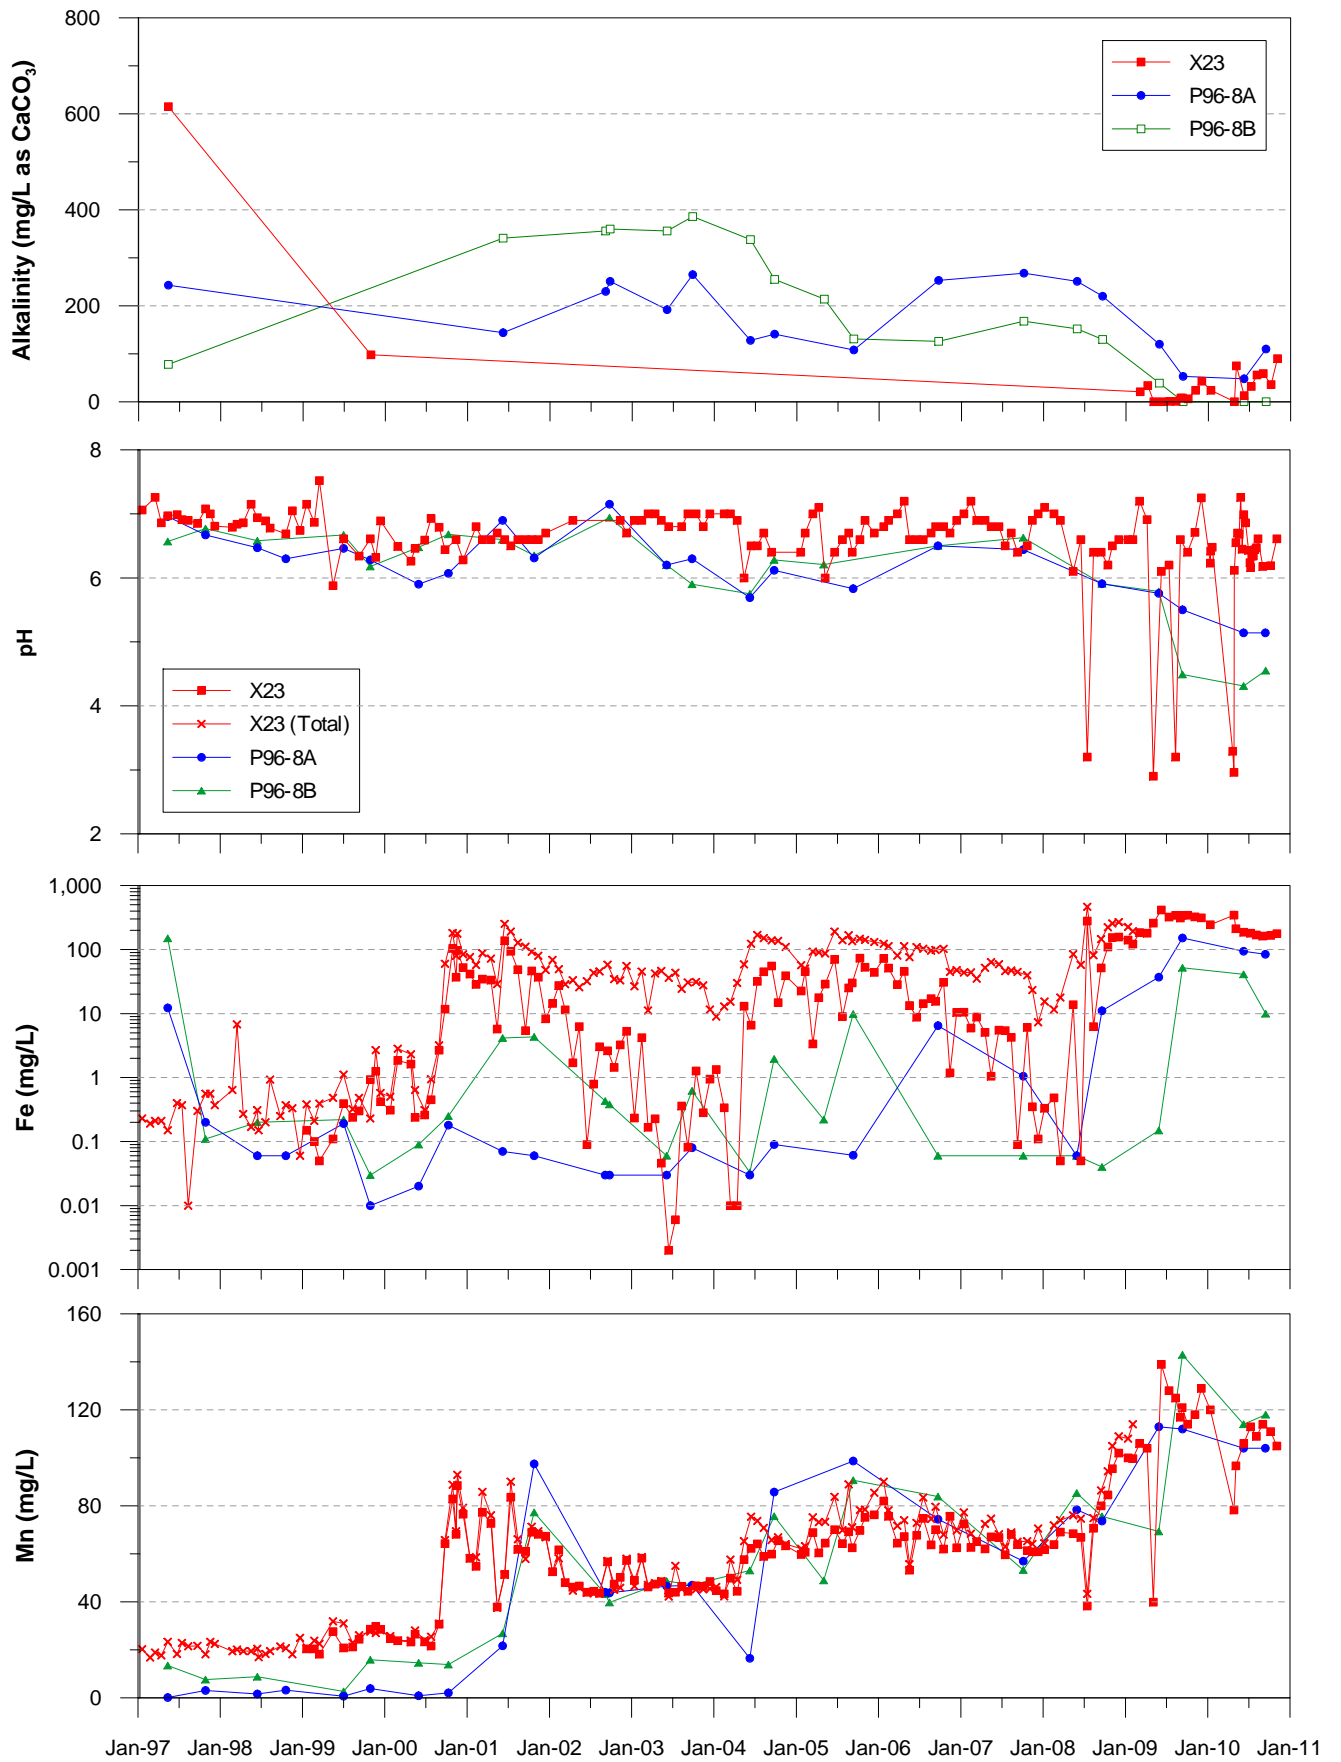 Alkalinity (mg/L as CaCO₃)
800
600
400
200
0
X23
P96-8A
P96-8B
pH
8
6
4
2
X23
X23 (Total)
P96-8A
P96-8B
Fe (mg/L)
1,000
100
10
1
0.1
0.01
0.001
Mn (mg/L)
160
120
80
40
0
Jan-97 Jan-98 Jan-99 Jan-00 Jan-01 Jan-02 Jan-03 Jan-04 Jan-05 Jan-06 Jan-07 Jan-08 Jan-09 Jan-10 Jan-11